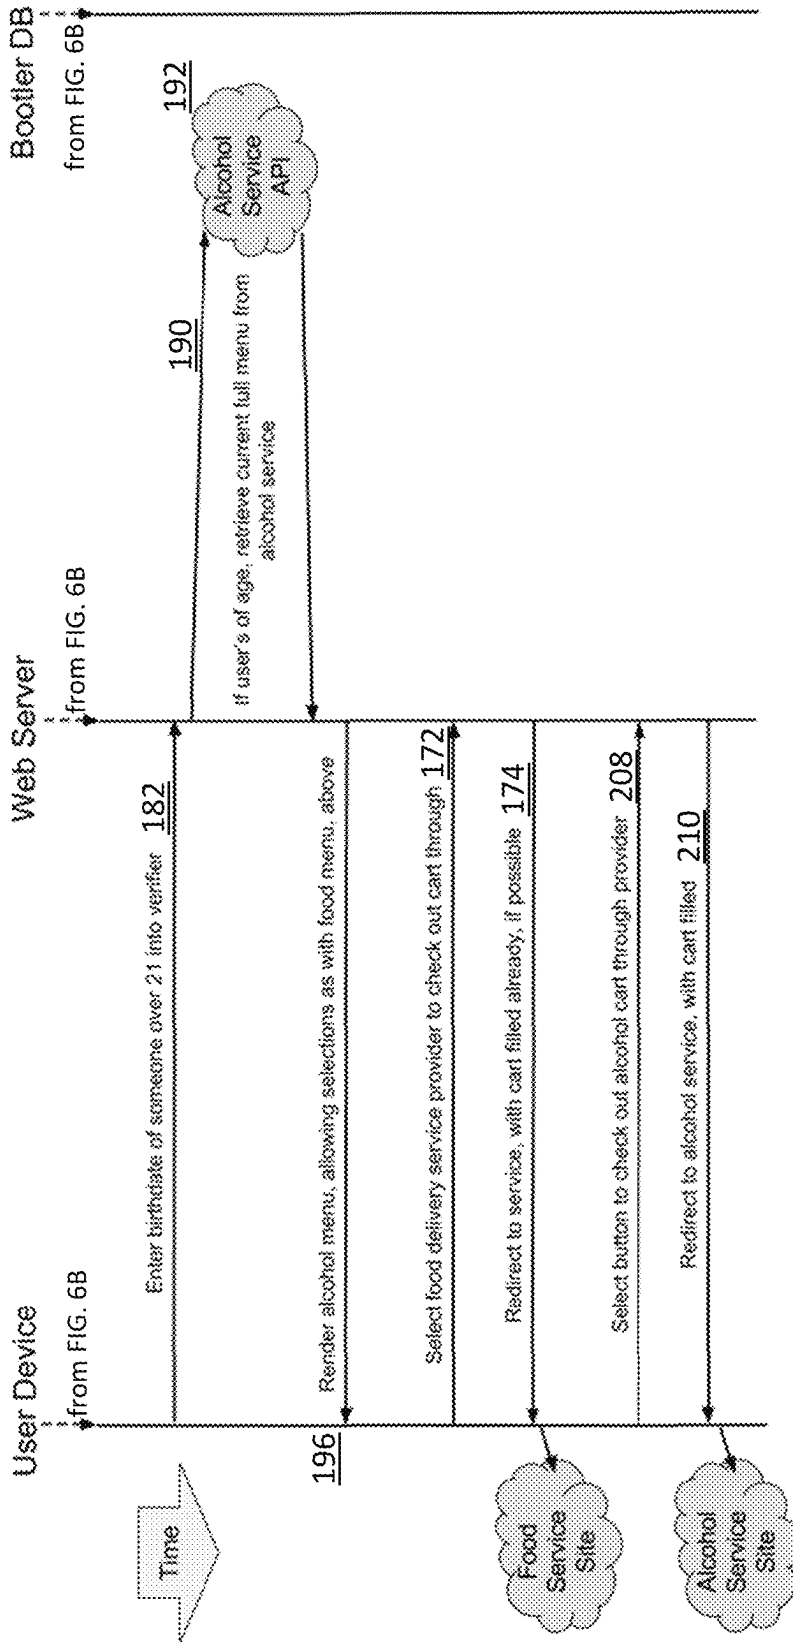 User Device
Web Server
Bootler DB
from FIG. 6B
from FIG. 6B
from FIG. 6B
Time
Enter birthdate of someone over 21 into verifier
182
190
192
Alcohol
Service
API
If user's of age, retrieve current full menu from
alcohol service
196
Render alcohol menu, allowing selections as with food menu, above
Select food delivery service provider to check out cart through
172
Redirect to service, with cart filled already, if possible
174
Food
Service
Site
Select button to check out alcohol cart through provider
208
Redirect to alcohol service, with cart filled
210
Alcohol
Service
Site